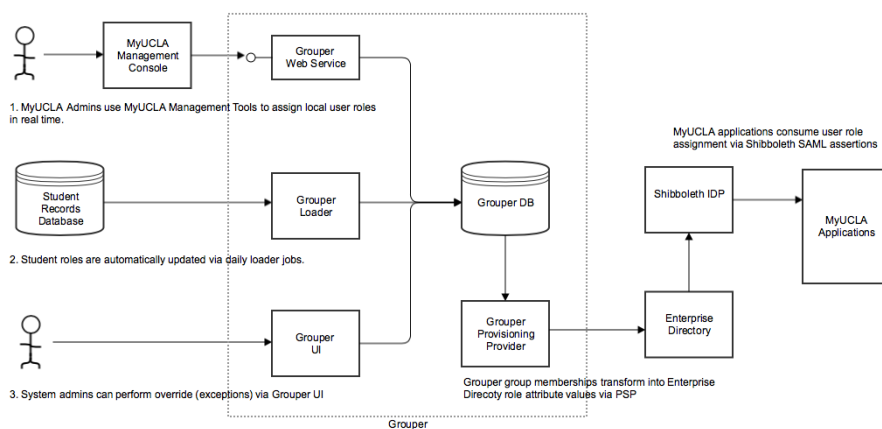 MyUCLA
Management
Console
Grouper
Web Service
1. MyUCLA Admins use MyUCLA Management Tools to assign local user roles
in real time.
MyUCLA applications consume user role
assignment via Shibboleth SAML assertions
Student
Records
Database
Grouper
Loader
Grouper DB
Shibboleth IDP
MyUCLA
Applications
2. Student roles are automatically updated via daily loader jobs.
Grouper
UI
Grouper
Provisioning
Provider
Enterprise
Directory
3. System admins can perform override (exceptions) via Grouper UI
Grouper group memberships transform into Enterprise
Direcoty role attribute values via PSP
Grouper